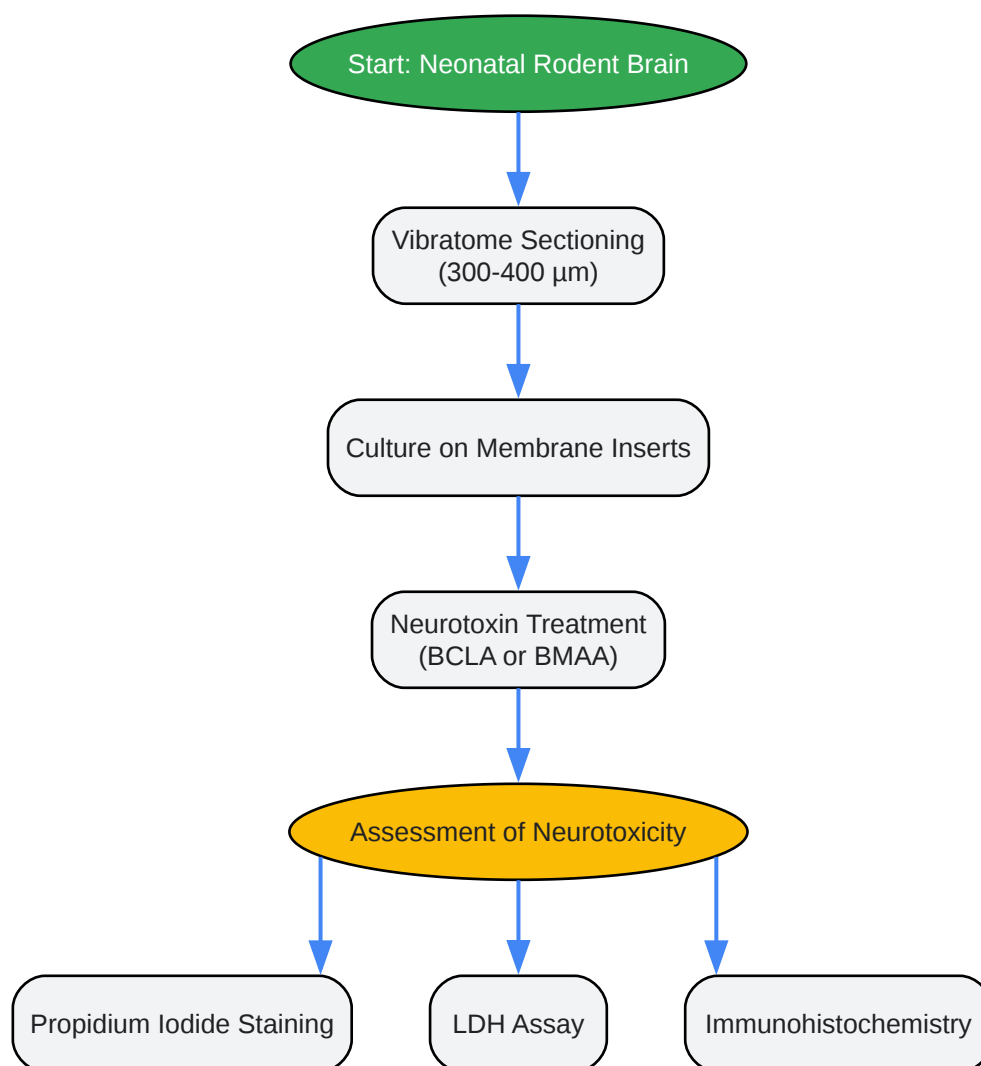 Start: Neonatal Rodent Brain
Vibratome Sectioning
(300-400 µm)
Culture on Membrane Inserts
Neurotoxin Treatment
(BCLA or BMAA)
Assessment of Neurotoxicity
Propidium Iodide Staining
LDH Assay
Immunohistochemistry